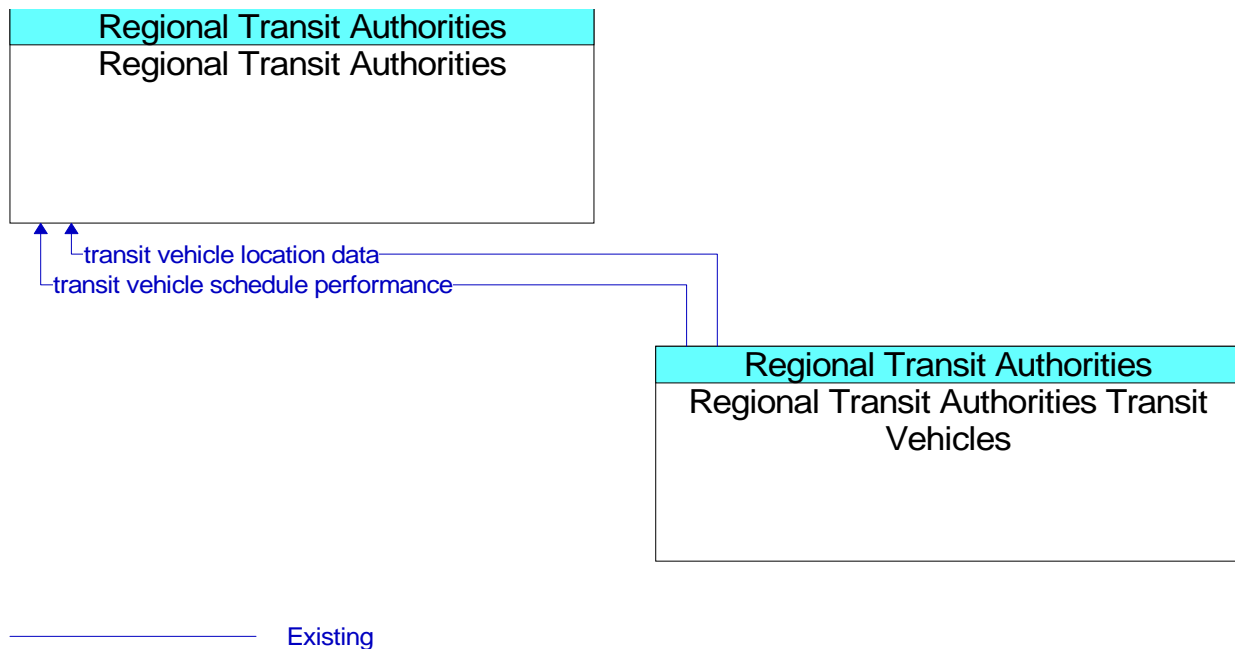 Regional Transit Authorities
Regional Transit Authorities
transit vehicle location data
transit vehicle schedule performance
Regional Transit Authorities
Regional Transit Authorities Transit
Vehicles
Existing